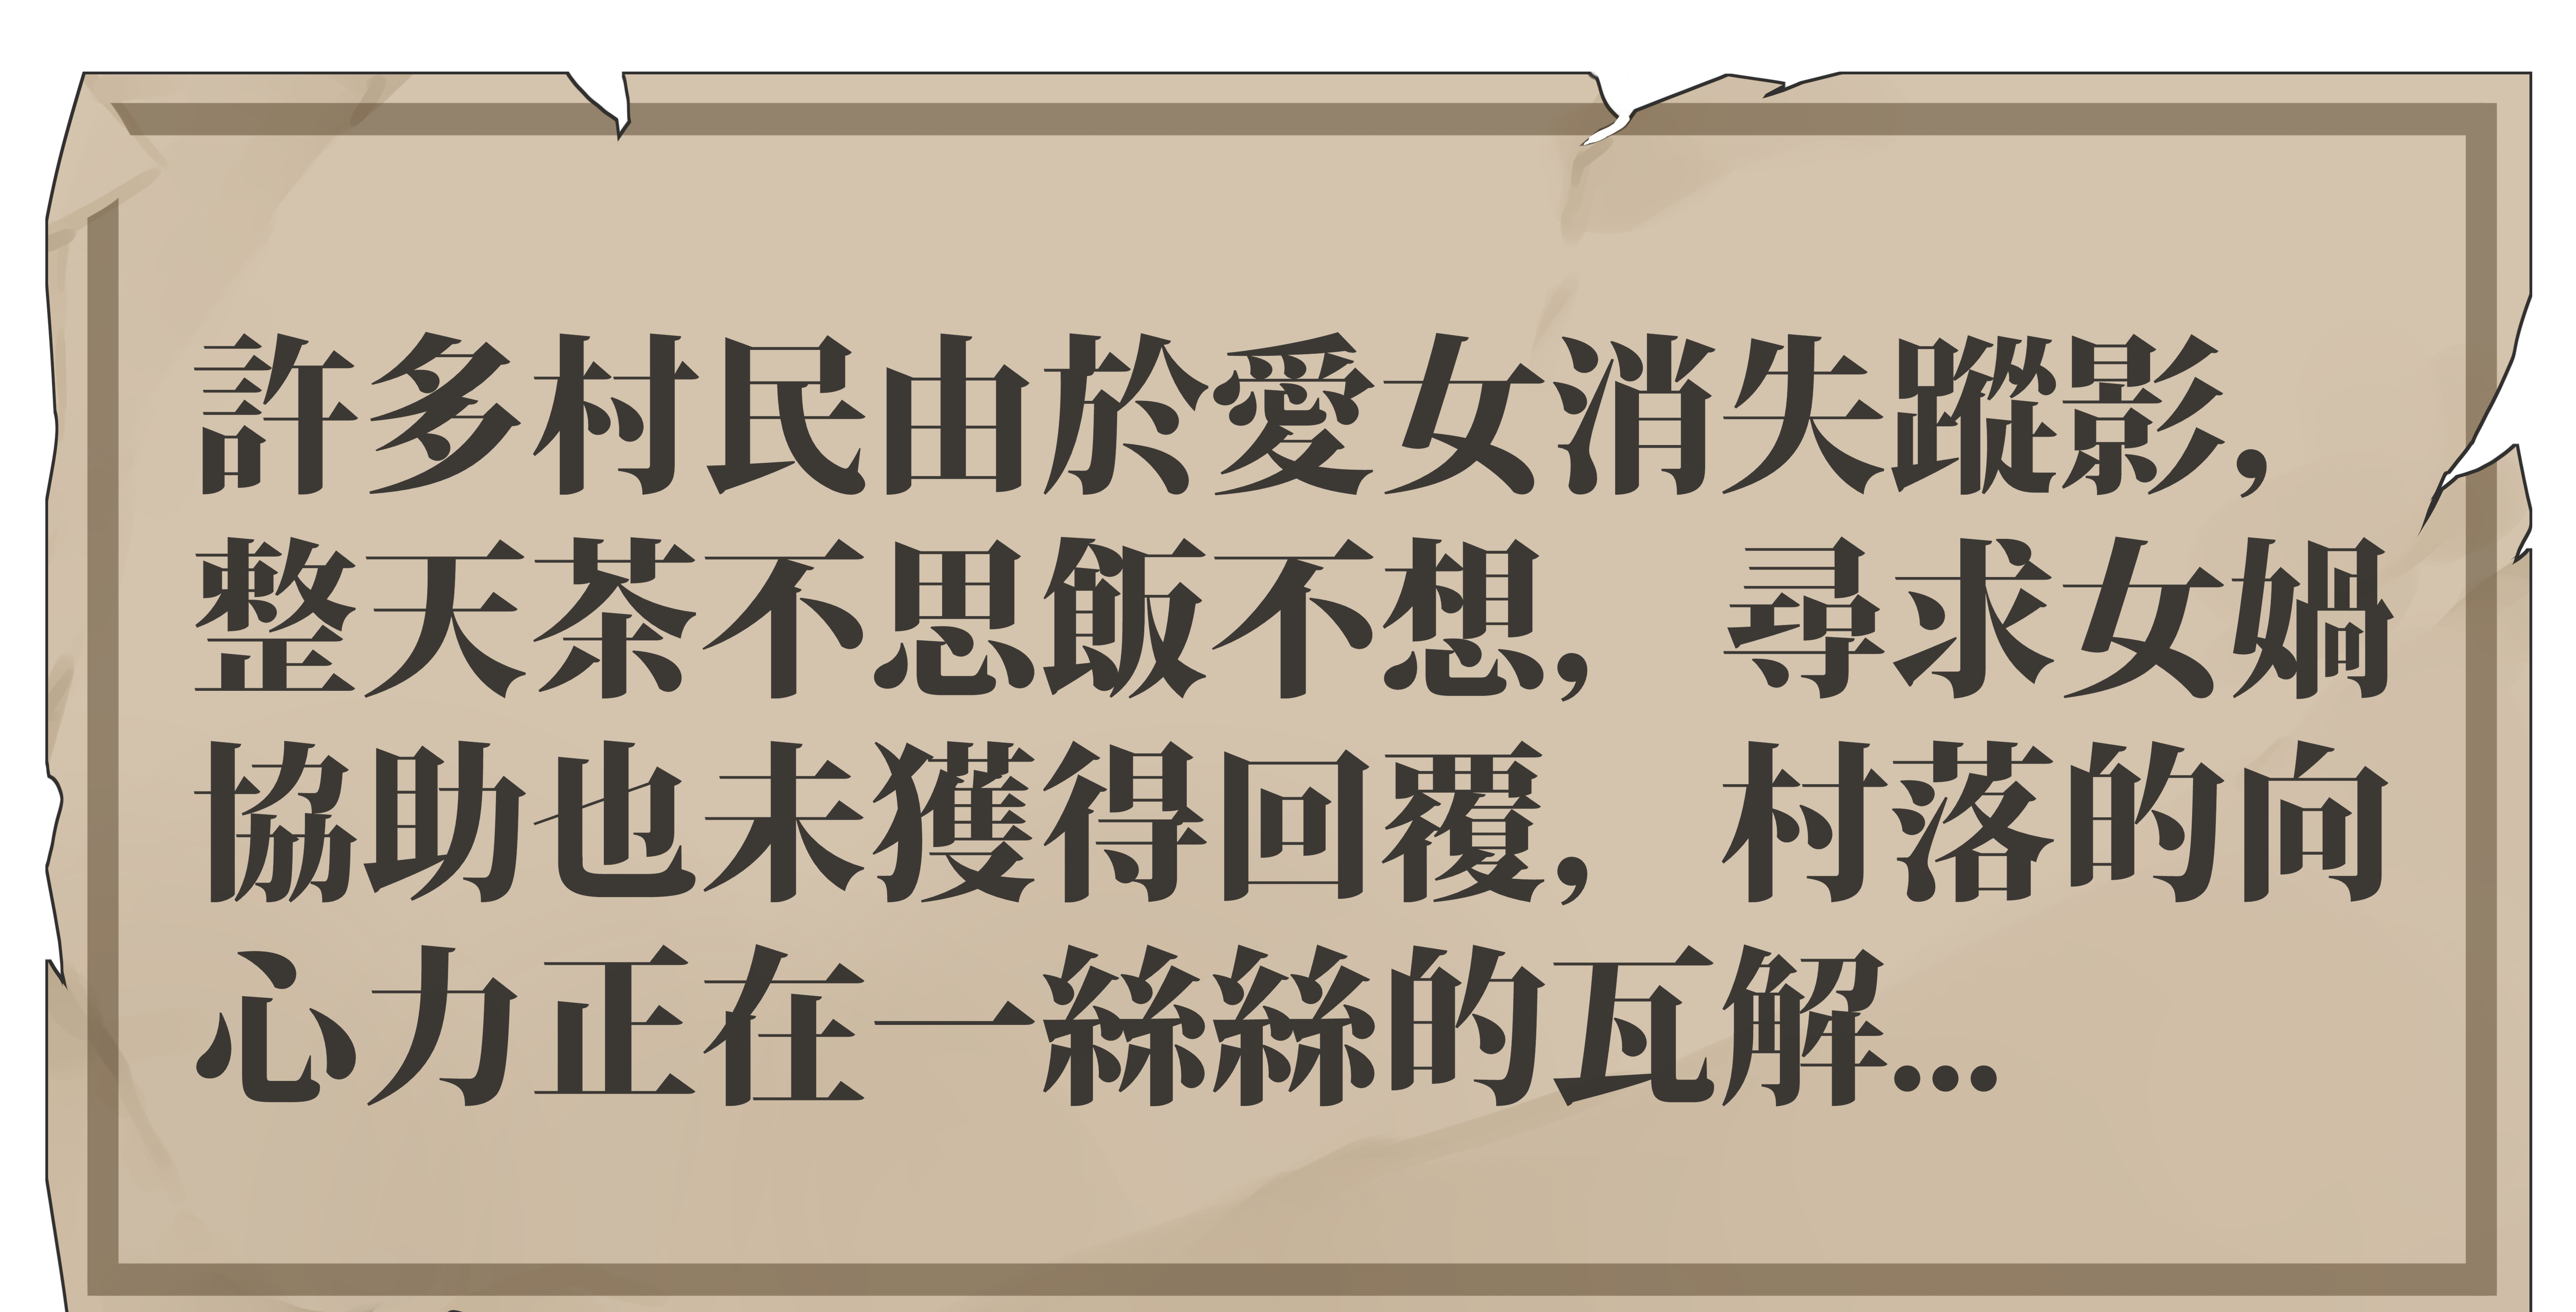 許多村民由於愛女消失蹤影，
整天茶不思飯不想，尋求女媧
協助也未獲得回覆，村落的向
心力正在一絲絲的瓦解...